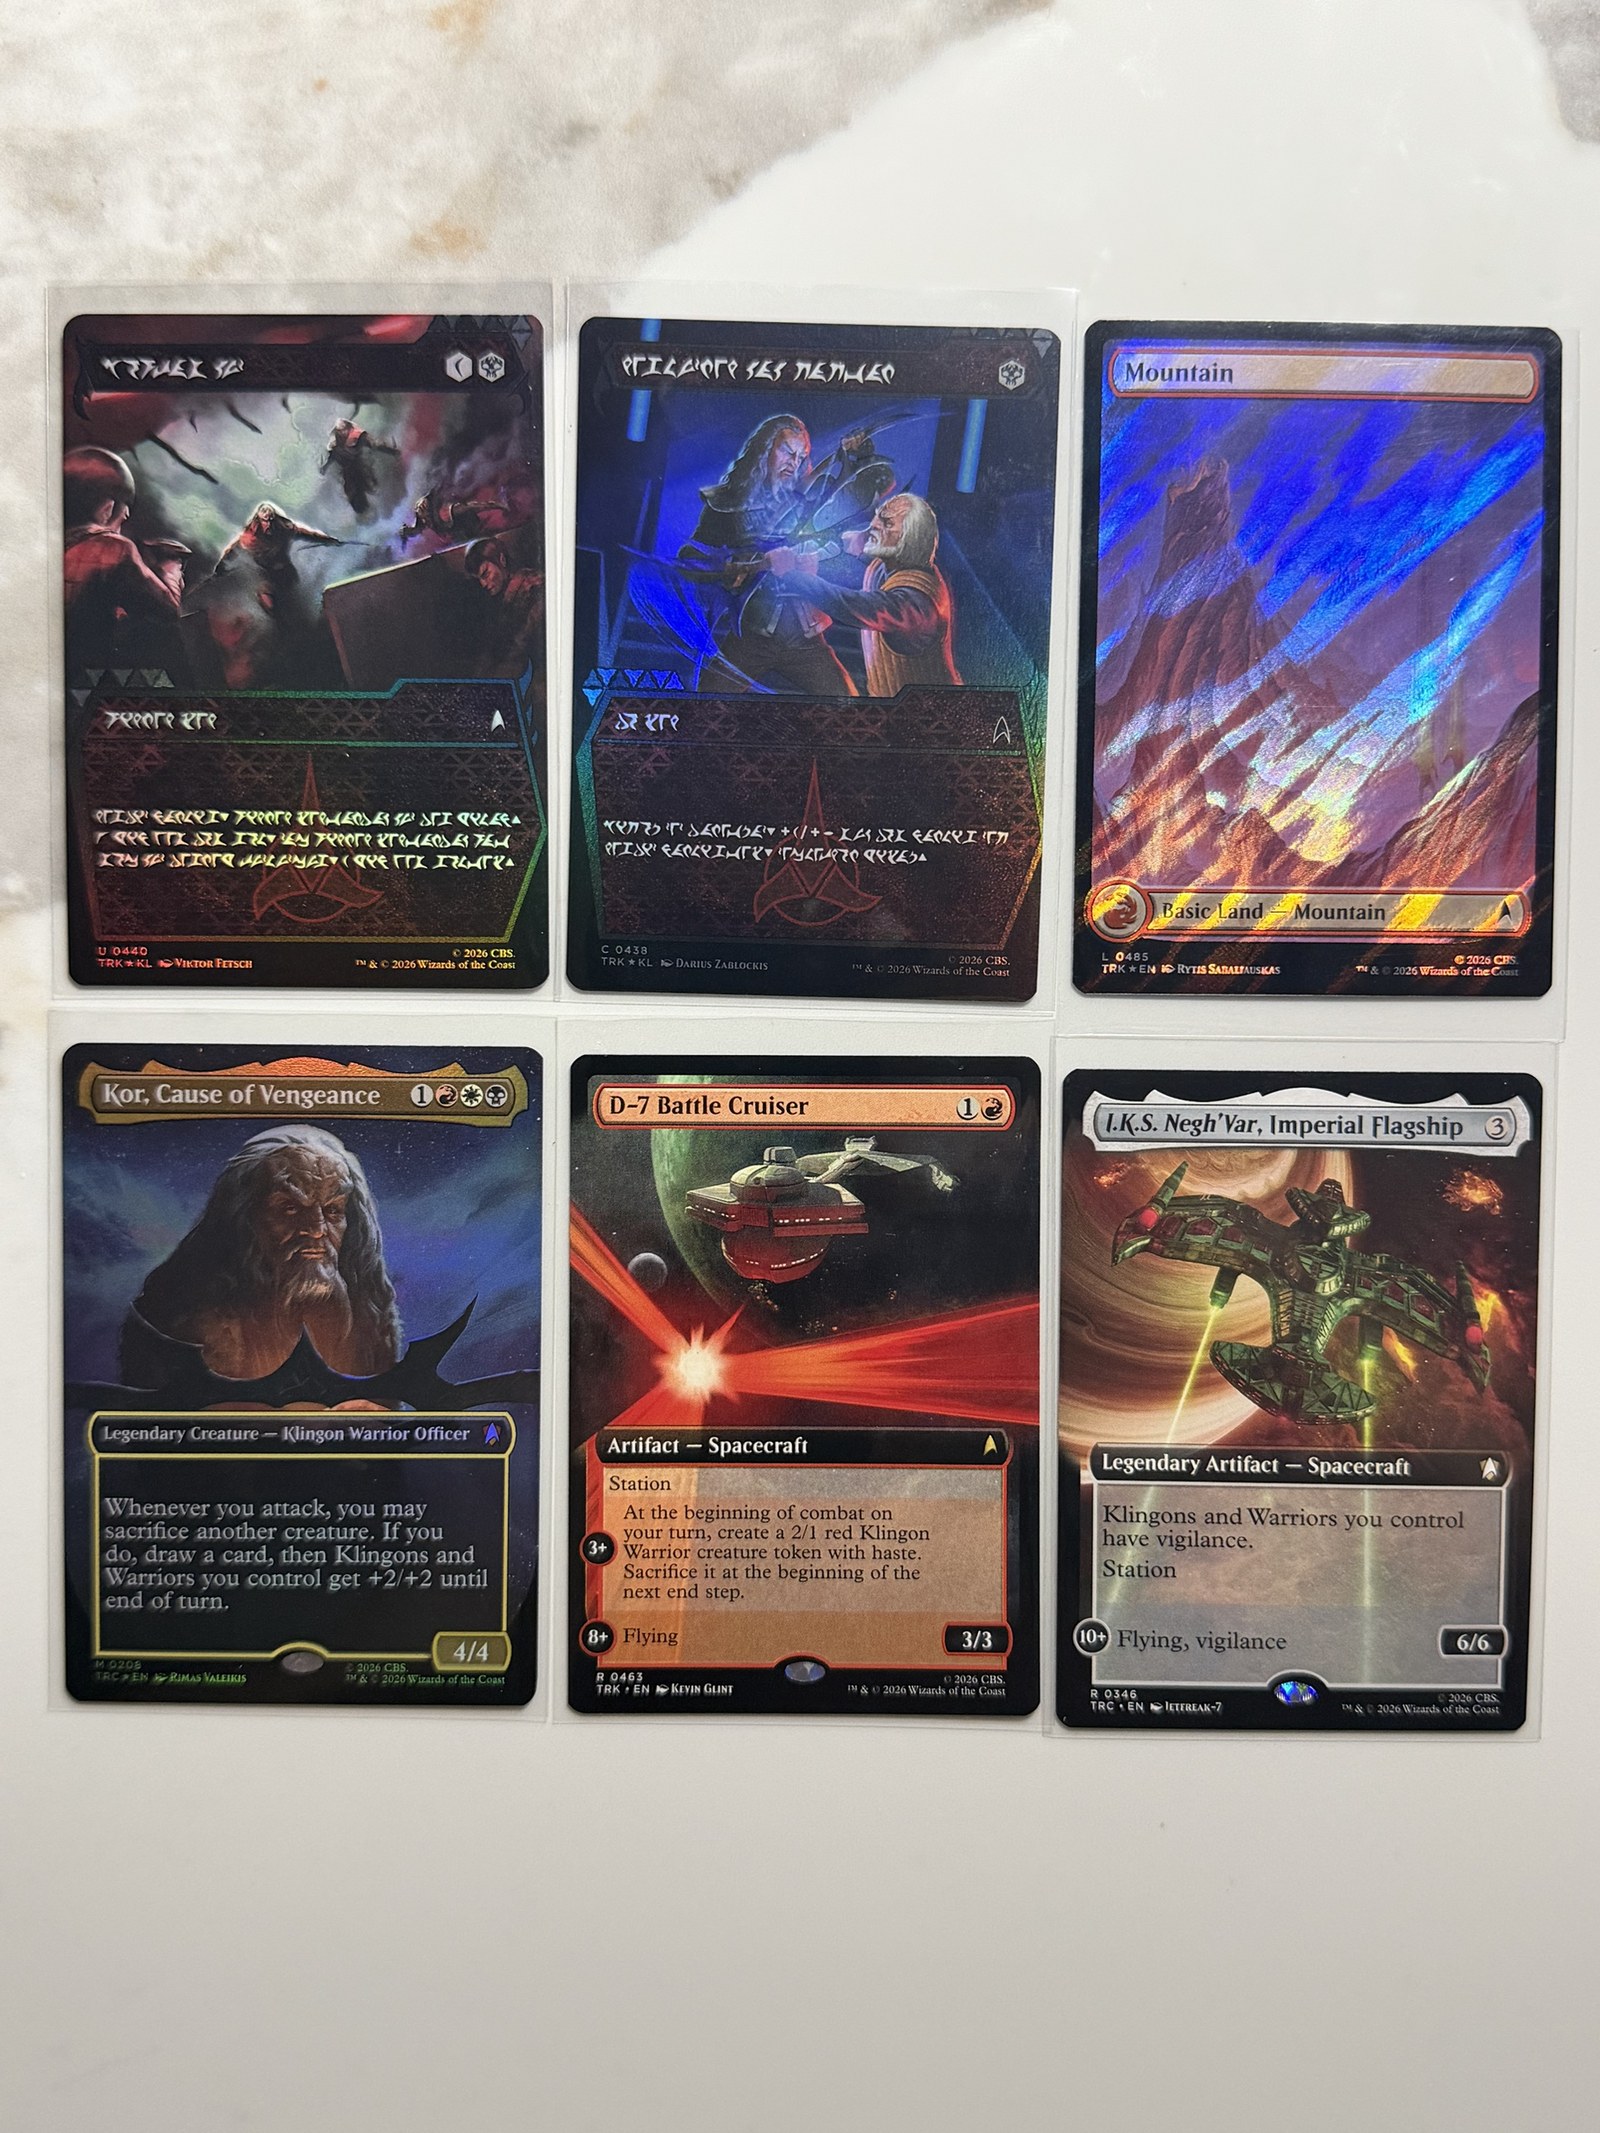 U 0440
TRK★KL VIKTOR FETSCH
© 2026 CBS.
™ & © 2026 Wizards of the Coast
C 0438
TRK★KL DARIUS ZABLOCKIS
© 2026 CBS.
™ & © 2026 Wizards of the Coast
Mountain
Basic Land — Mountain
L 0485
TRK★EN RYTIS SABALIAUSKAS
© 2026 CBS.
™ & © 2026 Wizards of the Coast
Kor, Cause of Vengeance 1
Legendary Creature — Klingon Warrior Officer
Whenever you attack, you may
sacrifice another creature. If you
do, draw a card, then Klingons and
Warriors you control get +2/+2 until
end of turn.
4/4
M 0208
TRC★EN RIMAS VALEIKIS
© 2026 CBS.
™ & © 2026 Wizards of the Coast
D-7 Battle Cruiser 1
Artifact — Spacecraft
Station
At the beginning of combat on
your turn, create a 2/1 red Klingon
3+ Warrior creature token with haste.
Sacrifice it at the beginning of the
next end step.
8+ Flying
3/3
R 0463
TRK • EN KEVIN GLINT
© 2026 CBS.
™ & © 2026 Wizards of the Coast
I.K.S. Negh'Var, Imperial Flagship 3
Legendary Artifact — Spacecraft
Klingons and Warriors you control
have vigilance.
Station
10+ Flying, vigilance
6/6
R 0346
TRC • EN JETFREAK-7
© 2026 CBS.
™ & © 2026 Wizards of the Coast